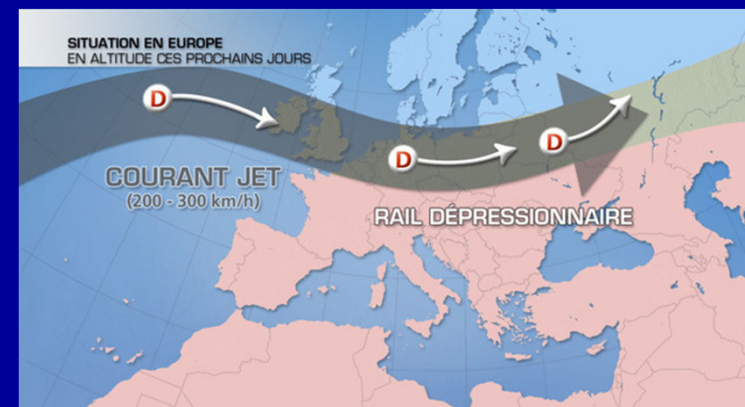 SITUATION EN EUROPE
EN ALTITUDE CES PROCHAINS JOURS
D
D
D
COURANT JET
(200 - 300 km/h)
RAIL DÉPRESSIONNAIRE